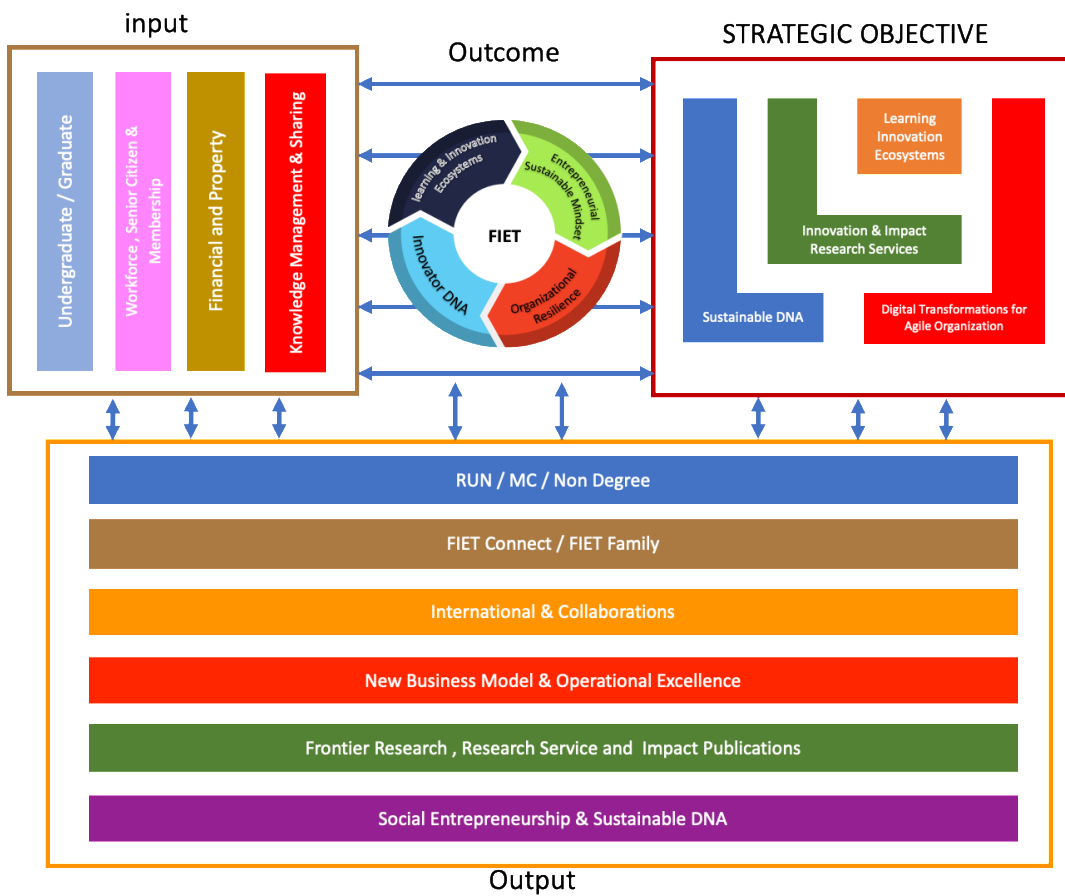 input
Outcome
STRATEGIC OBJECTIVE
Undergraduate / Graduate
Workforce , Senior Citizen &
Membership
Financial and Property
Knowledge Management & Sharing
learning & Innovation
Ecosystems
Entrepreneurial
Sustainable Mindset
FIET
Innovator DNA
Organizational
Resilience
Learning
Innovation
Ecosystems
Innovation & Impact
Research Services
Sustainable DNA
Digital Transformations for
Agile Organization
RUN / MC / Non Degree
FIET Connect / FIET Family
International & Collaborations
New Business Model & Operational Excellence
Frontier Research , Research Service and  Impact Publications
Social Entrepreneurship & Sustainable DNA
Output